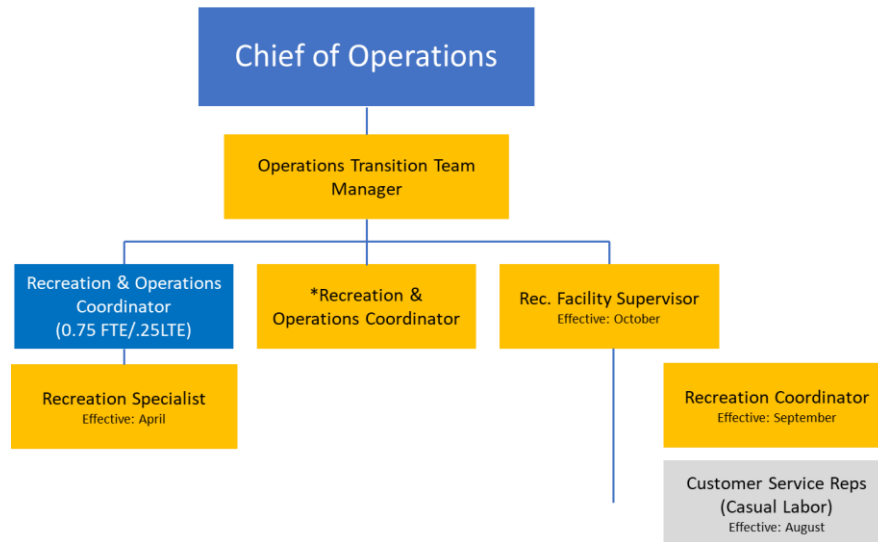 Chief of Operations
Operations Transition Team
Manager
Recreation & Operations
Coordinator
(0.75 FTE/.25LTE)
*Recreation &
Operations Coordinator
Rec. Facility Supervisor
Effective: October
Recreation Specialist
Effective: April
Recreation Coordinator
Effective: September
Customer Service Reps
(Casual Labor)
Effective: August